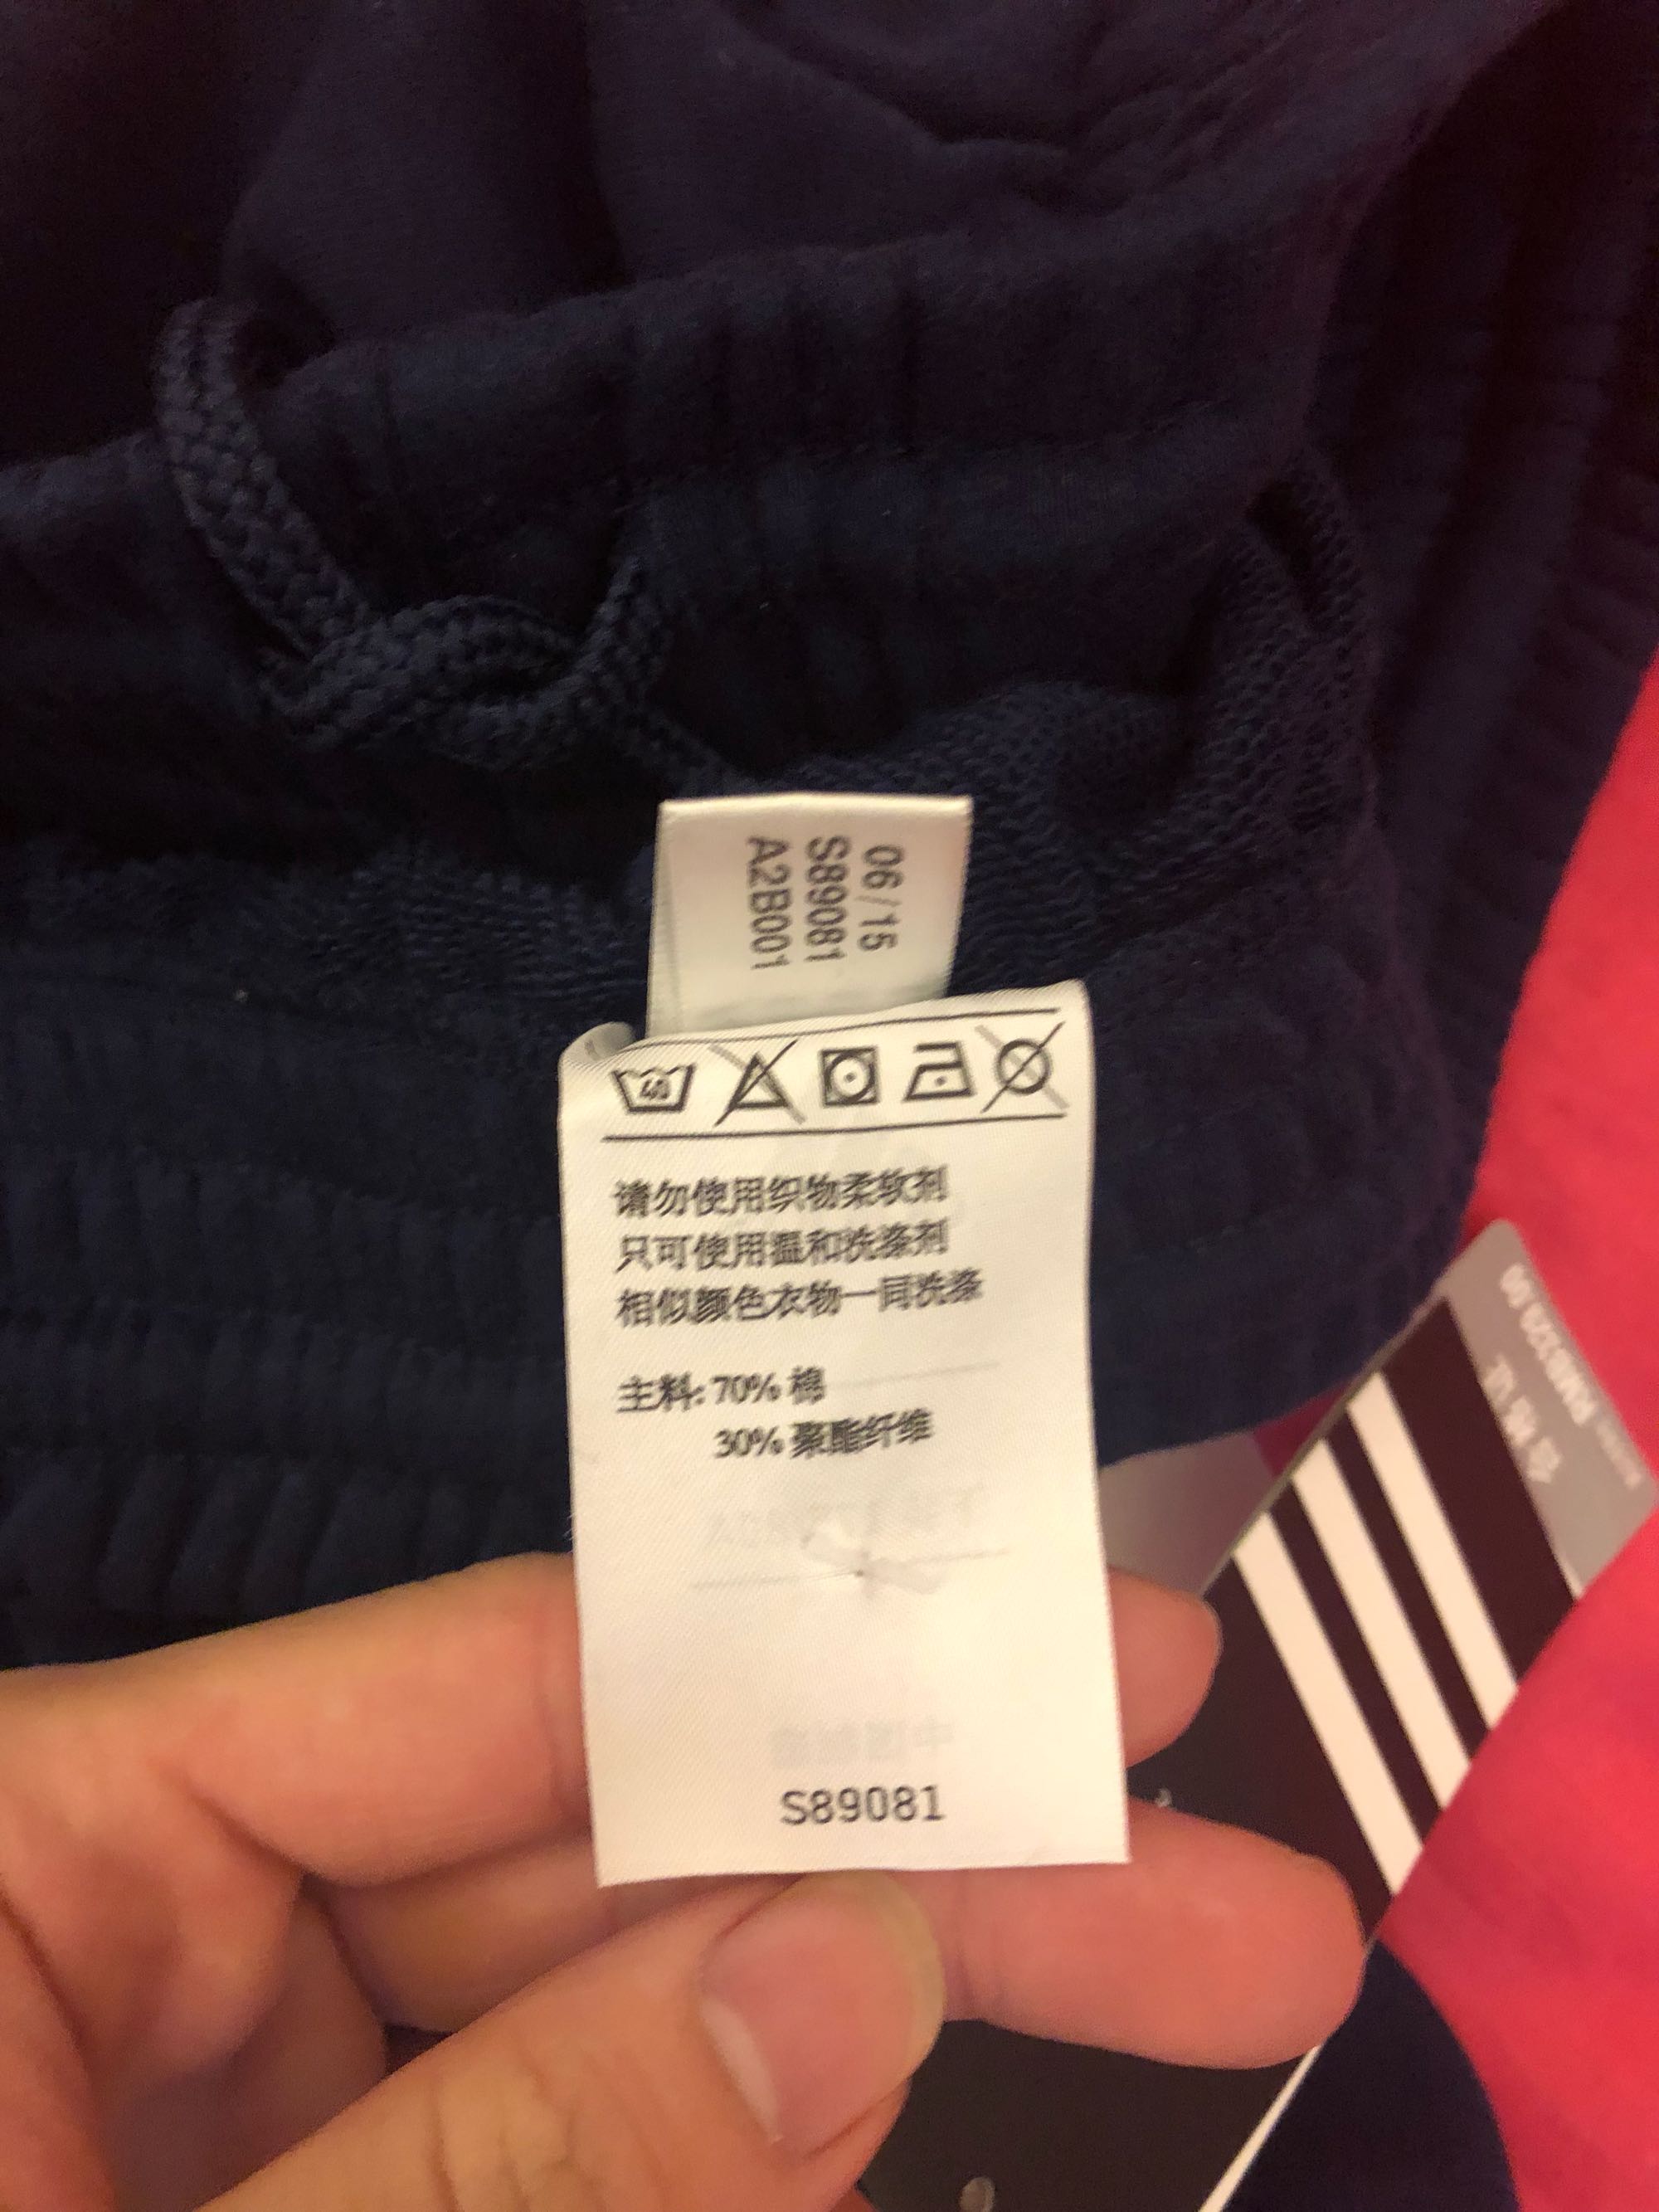 06/15
S89081
A2B001
40
请勿使用织物柔软剂
只可使用温和洗涤剂
相似颜色衣物一同洗涤
主料: 70% 棉
30% 聚酯纤维
S89081